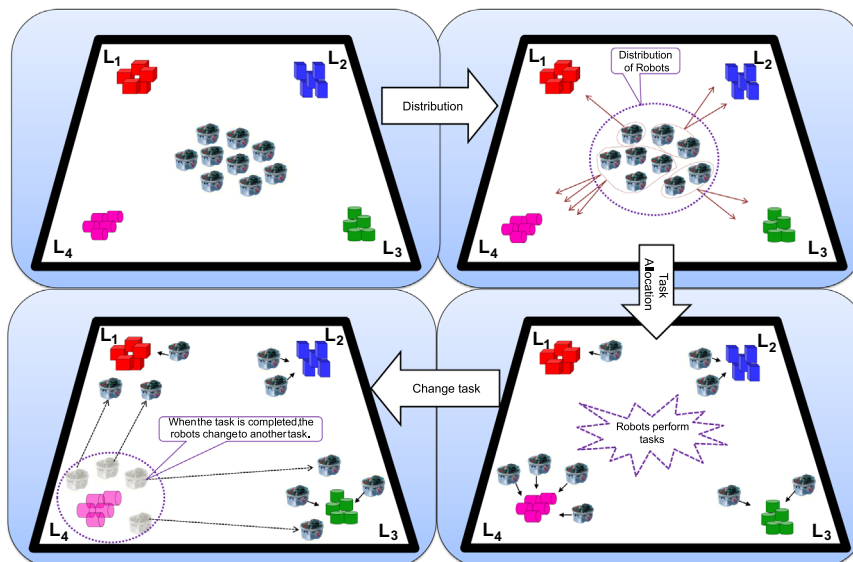 L1
L2
L3
L4
Distribution
L1
L2
L3
L4
Distribution
of Robots
Task
Allocation
L1
L2
L3
L4
Robots perform
tasks
Change task
L1
L2
L3
L4
When the task is completed,the
robots change to another task.